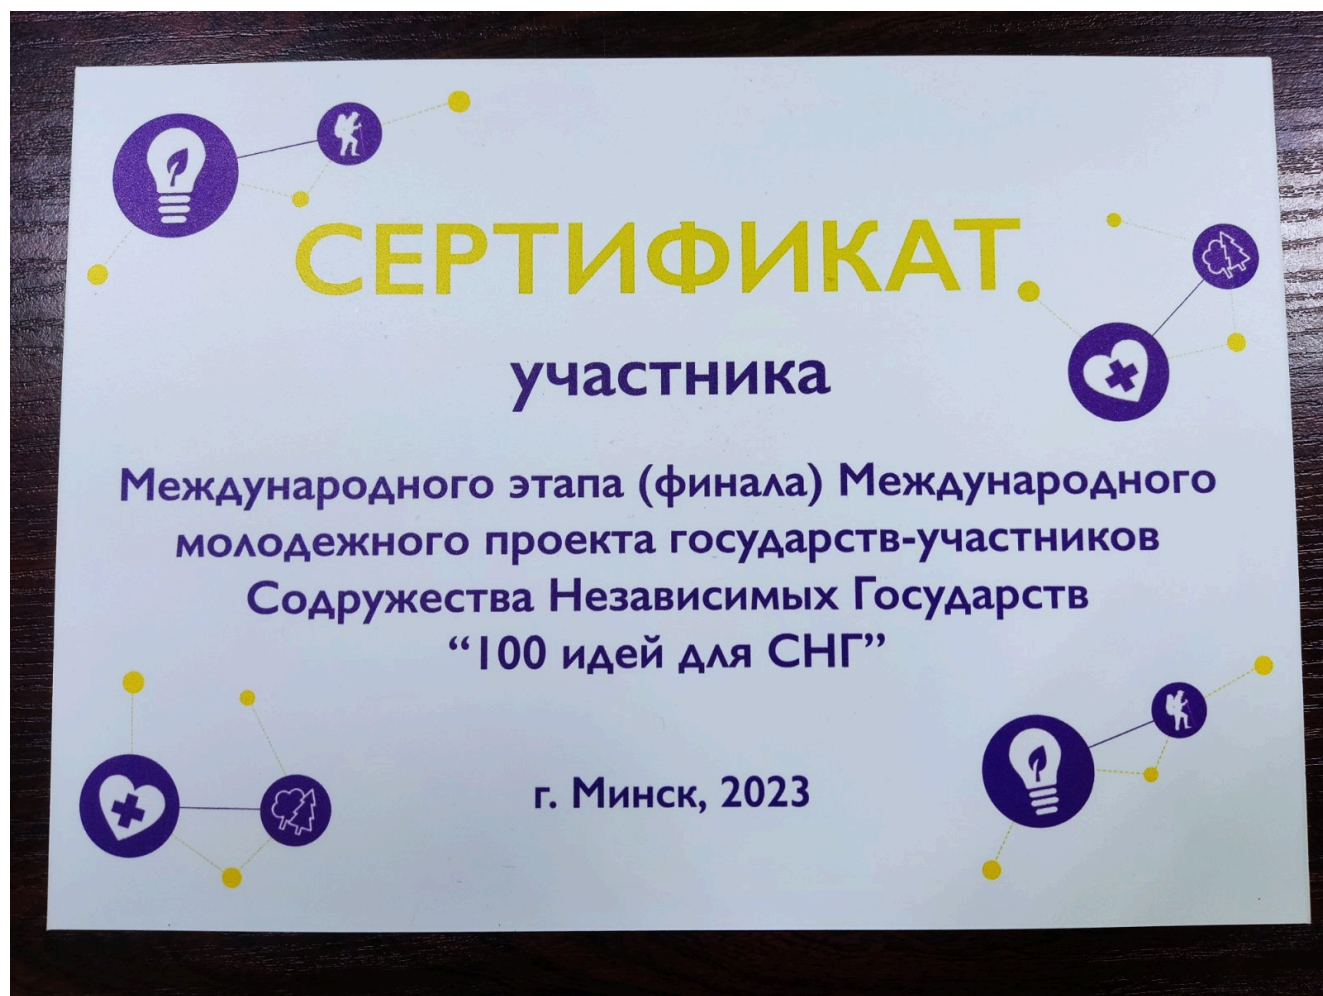 СЕРТИФИКАТ
участника
Международного этапа (финала) Международного
молодежного проекта государств-участников
Содружества Независимых Государств
“100 идей для СНГ”
г. Минск, 2023